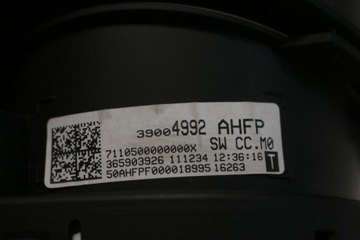 39004992 AHFP
7110500000000X SW CC.M0
365903926 111234 12:36:16 T
50AHFPF000018995 16263